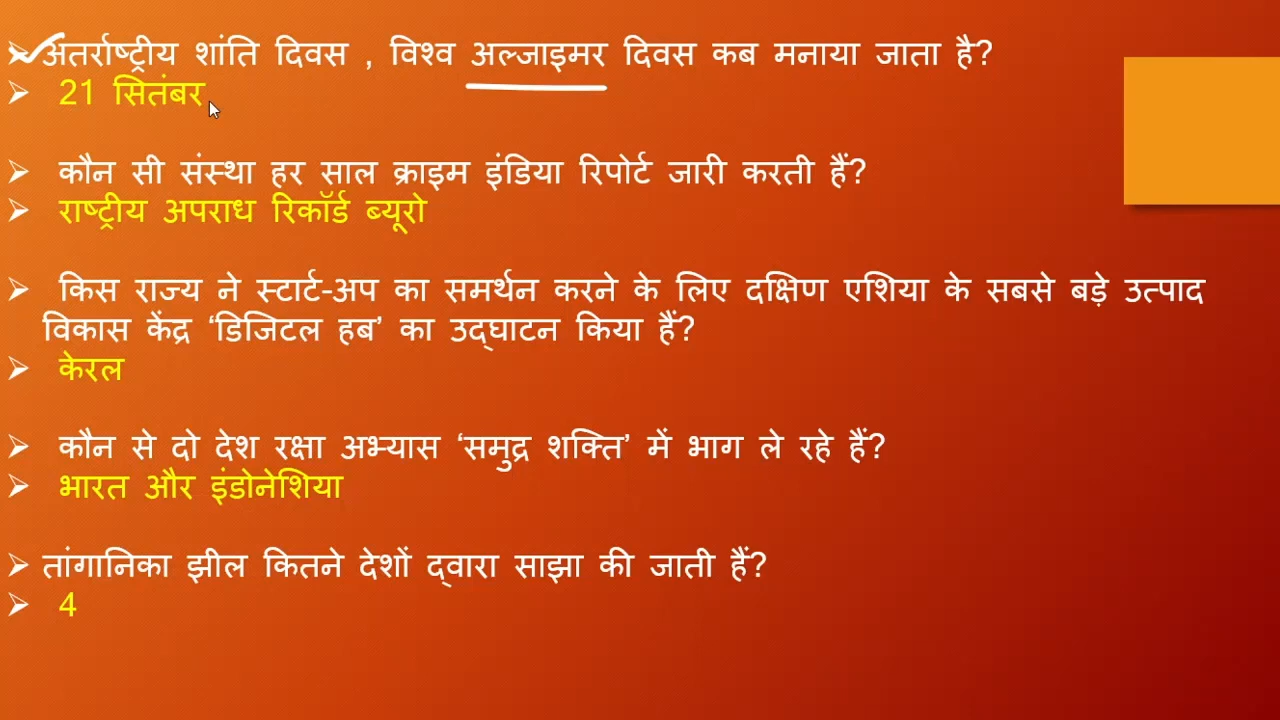 अंतर्राष्ट्रीय शांति दिवस , विश्व अल्जाइमर दिवस कब मनाया जाता है?
21 सितंबर
कौन सी संस्था हर साल क्राइम इंडिया रिपोर्ट जारी करती हैं?
राष्ट्रीय अपराध रिकॉर्ड ब्यूरो
किस राज्य ने स्टार्ट-अप का समर्थन करने के लिए दक्षिण एशिया के सबसे बड़े उत्पाद
विकास केंद्र ‘डिजिटल हब’ का उद्घाटन किया हैं?
केरल
कौन से दो देश रक्षा अभ्यास ‘समुद्र शक्ति’ में भाग ले रहे हैं?
भारत और इंडोनेशिया
तांगानिका झील कितने देशों द्वारा साझा की जाती हैं?
4